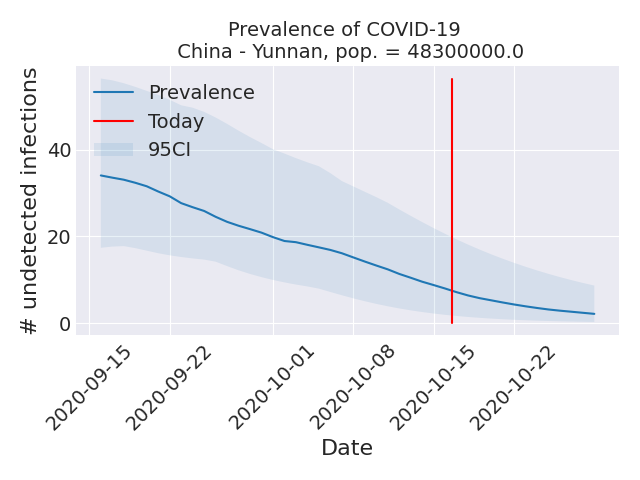 Prevalence of COVID-19
China - Yunnan, pop. = 48300000.0
# undetected infections
40
20
0
Prevalence
Today
95CI
2020-09-15
2020-09-22
2020-10-01
2020-10-08
2020-10-15
2020-10-22
Date